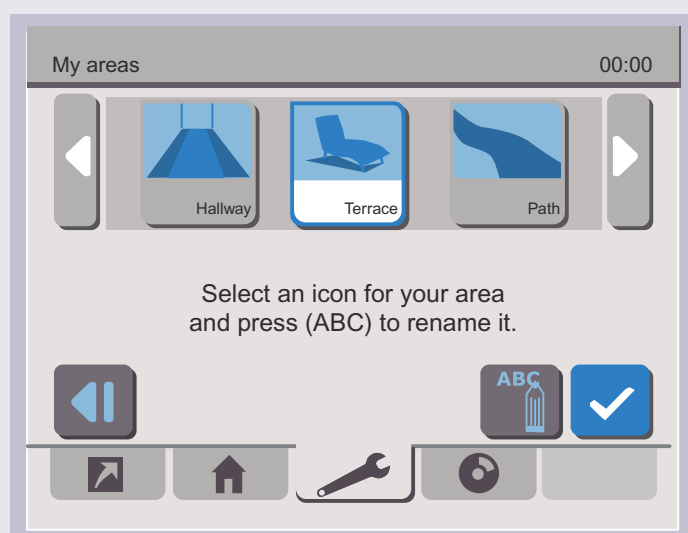 My areas 00:00
Hallway Terrace Path
Select an icon for your area
and press (ABC) to rename it.
ABC